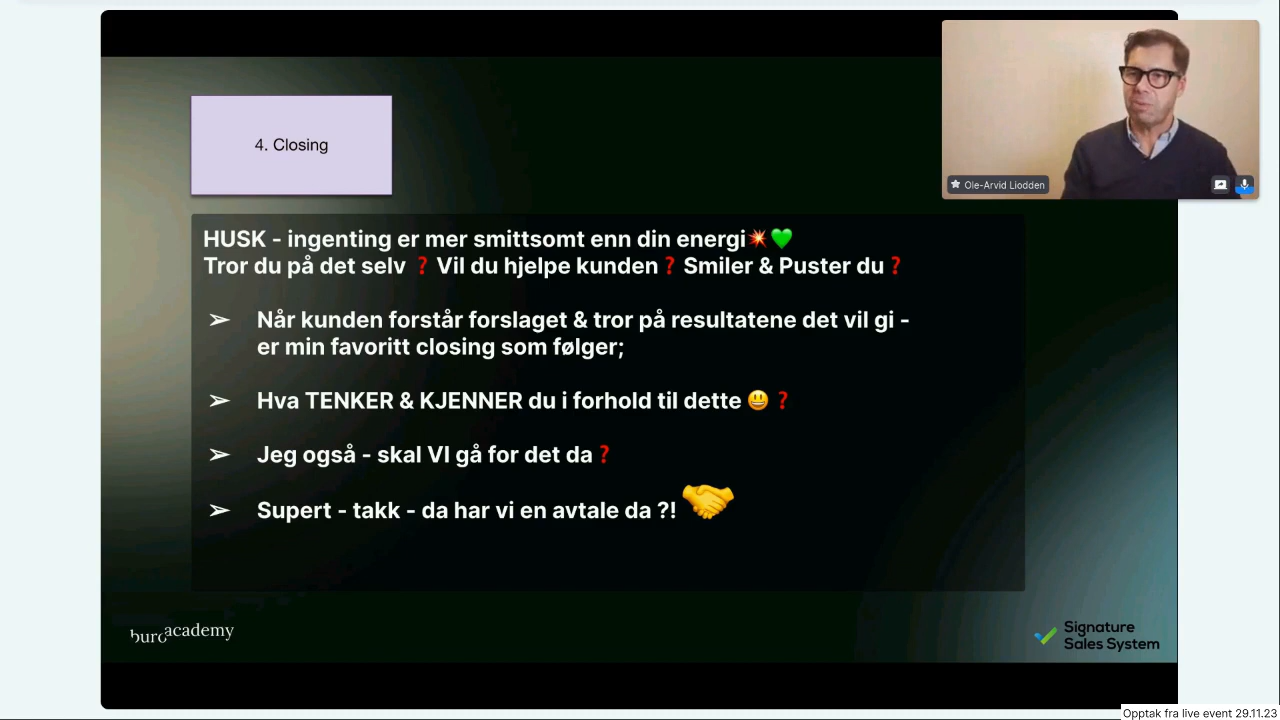 4. Closing
Ole-Arvid Liodden
HUSK - ingenting er mer smittsomt enn din energi💥💚
Tror du på det selv ❓ Vil du hjelpe kunden❓ Smiler & Puster du❓
➢ Når kunden forstår forslaget & tror på resultatene det vil gi -
er min favoritt closing som følger;
➢ Hva TENKER & KJENNER du i forhold til dette 😃 ❓
➢ Jeg også - skal VI gå for det da❓
➢ Supert - takk - da har vi en avtale da ?! 🤝
buro academy
Signature
Sales System
Opptak fra live event 29.11.23